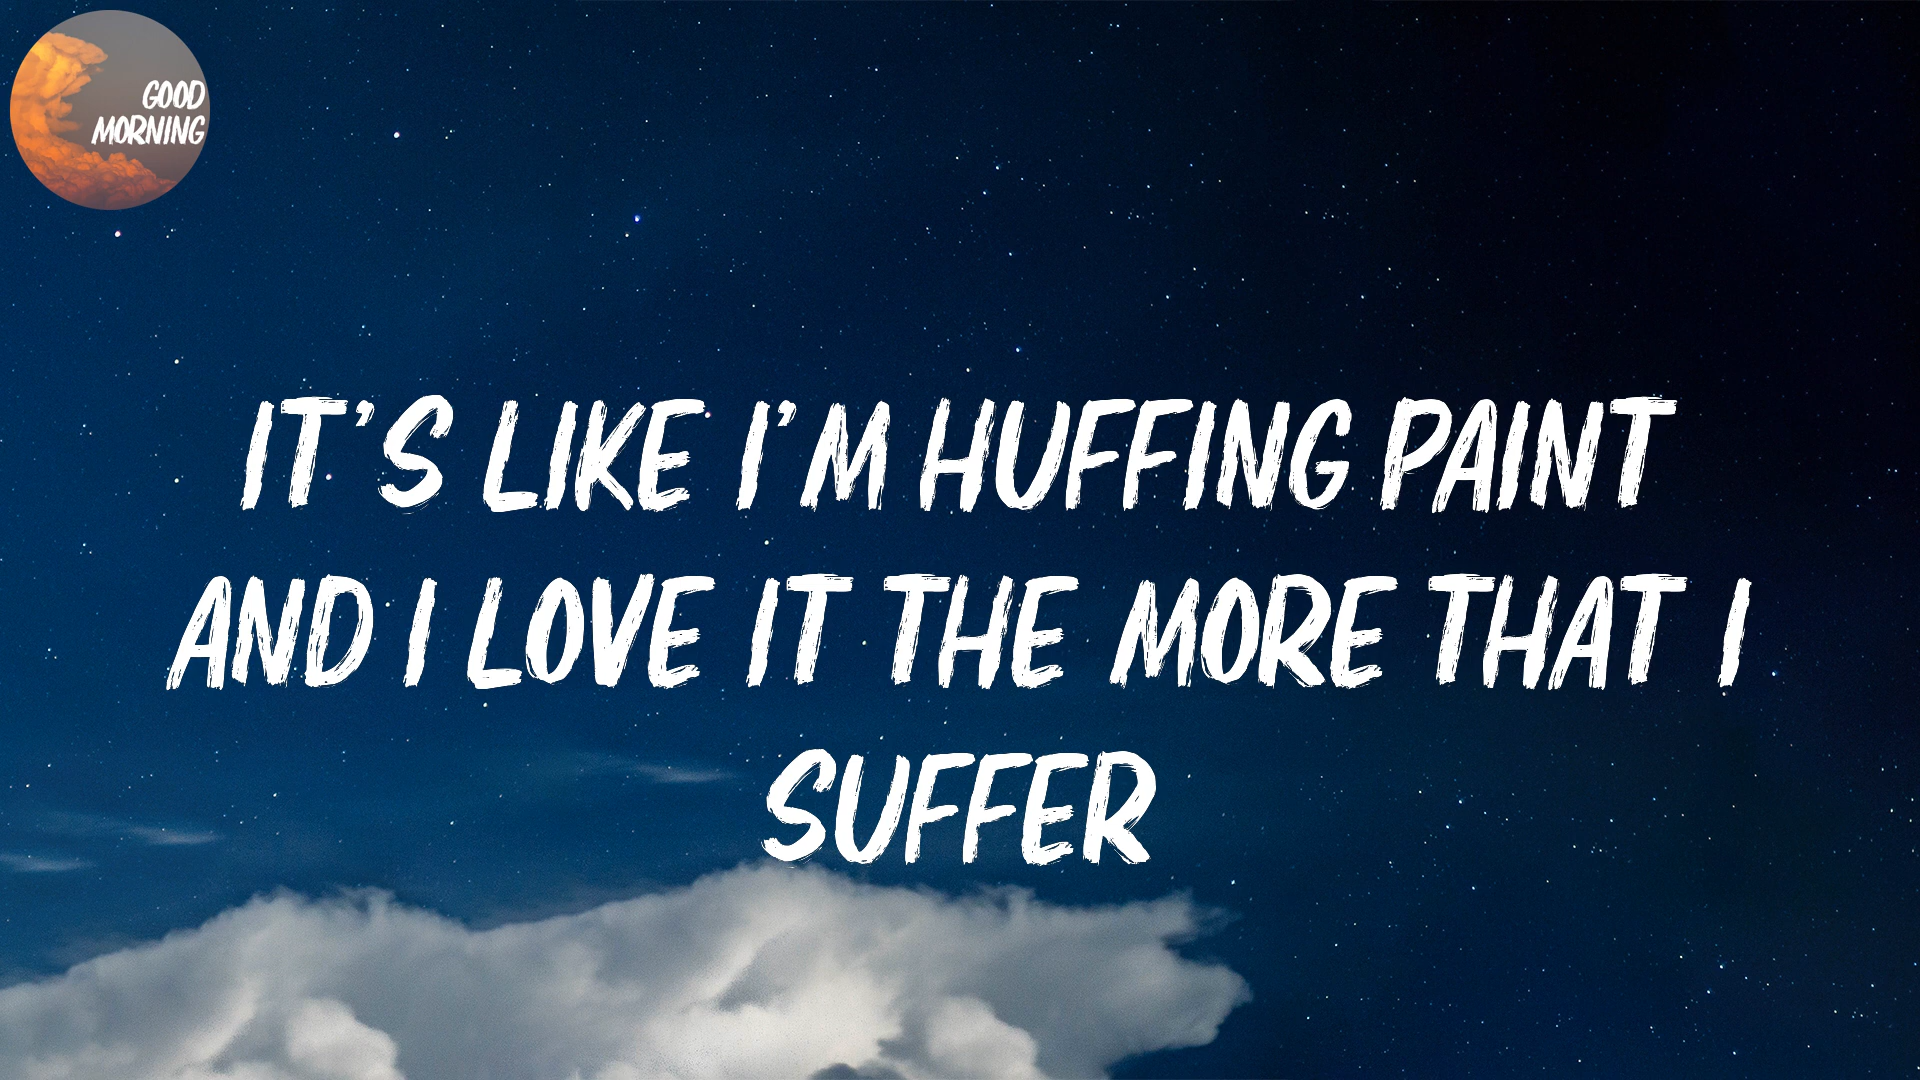 GOOD
MORNING
IT'S LIKE I'M HUFFING PAINT
AND I LOVE IT THE MORE THAT I
SUFFER